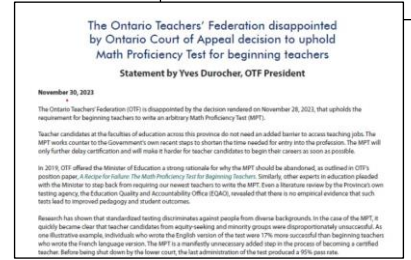 The Ontario Teachers' Federation disappointed
by Ontario Court of Appeal decision to uphold
Math Proficiency Test for beginning teachers
Statement by Yves Durocher, OTF President
November 30, 2023
The Ontario Teachers' Federation (OTF) is disappointed by the decision rendered on November 28, 2023, that upholds the
requirement for beginning teachers to write an arbitrary Math Proficiency Test (MPT).
Teacher candidates at the faculties of education across this province do not need an added barrier to access teaching jobs. The
MPT works counter to the Government's own recent steps to shorten the time needed for entry into the profession. The MPT will
only further delay certification and will make it harder for teacher candidates to begin their careers as soon as possible.
In 2019, OTF offered the Minister of Education a strong rationale for why the MPT should be abandoned, as outlined in OTF's
position paper, A Recipe for Failure: The Math Proficiency Test for Beginning Teachers. Similarly, other experts in education pleaded
with the Minister to step back from requiring our newest teachers to write the MPT. Even a literature review by the Province's own
testing agency, the Education Quality and Accountability Office (EQAO), revealed that there is no empirical evidence that such
tests lead to improved pedagogy and student outcomes.
Research has shown that standardized testing discriminates against people from diverse backgrounds. In the case of the MPT, it
quickly became clear that teacher candidates from equity-seeking and minority groups were disproportionately unsuccessful. As
one illustrative example, individuals who wrote the English version of the test were 17% more successful than beginning teachers
who wrote the French language version. The MPT is a manifestly unnecessary added step in the process of becoming a certified
teacher. Before being shut down by the lower court, the last administration of the test produced a 95% pass rate.